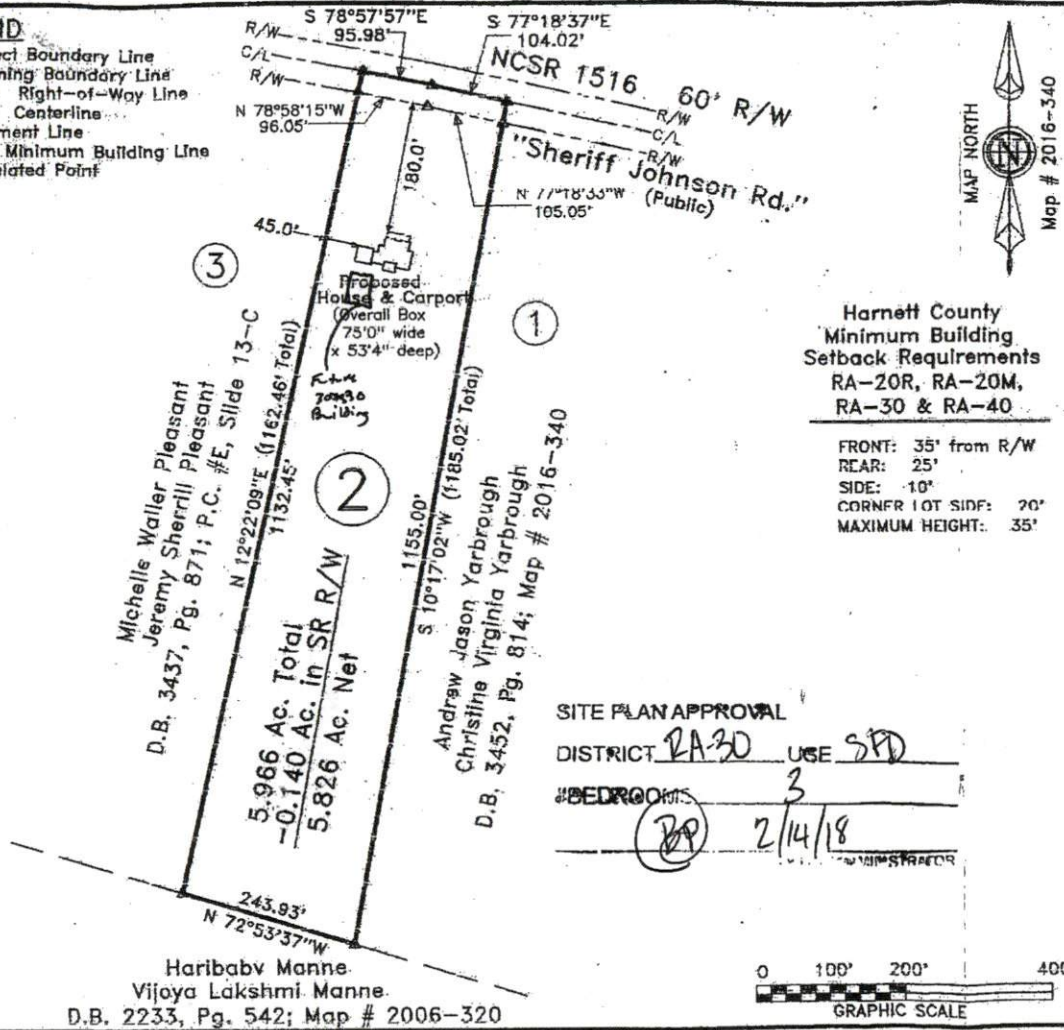 ND
ect Boundary Line
ning Boundary Line
Right-of-Way Line
Centerline
ment Line
Minimum Building Line
lated Point
S 78°57'57"E
95.98'
S 77°18'37"E
104.02'
R/W
C/L
R/W
NCSR 1516 60' R/W
R/W
C/L
R/W
N 78°58'15"W
96.05'
"Sheriff Johnson Rd."
(Public)
N 77°18'33"W
105.05'
180.0'
45.0'
MAP NORTH
N
Map # 2016-340
3
Proposed
House & Carport
(Overall Box
75'0" wide
x 53'4" deep)
1
Future
Building
2
Harnett County
Minimum Building
Setback Requirements
RA-20R, RA-20M,
RA-30 & RA-40
FRONT: 35' from R/W
REAR: 25'
SIDE: 10'
CORNER LOT SIDE: 20'
MAXIMUM HEIGHT: 35'
Michelle Waller Pleasant
Jeremy Sherrill Pleasant
D.B. 3437, Pg. 871; P.C. #E, Slide 13-C
N 12°22'09"E (1162.46' Total)
1132.45'
5.966 Ac. Total
-0.140 Ac. in SR R/W
5.826 Ac. Net
1155.00'
S 10°17'02"W (1185.02' Total)
Andrew Jason Yarbrough
Christine Virginia Yarbrough
D.B. 3452, Pg. 814; Map # 2016-340
SITE PLAN APPROVAL
DISTRICT RA-30 USE SFD
#BEDROOMS 3
BP 2/14/18
243.93'
N 72°53'37"W
Haribabv Manne
Vijoya Lakshmi Manne
D.B. 2233, Pg. 542; Map # 2006-320
0 100' 200' 400
GRAPHIC SCALE